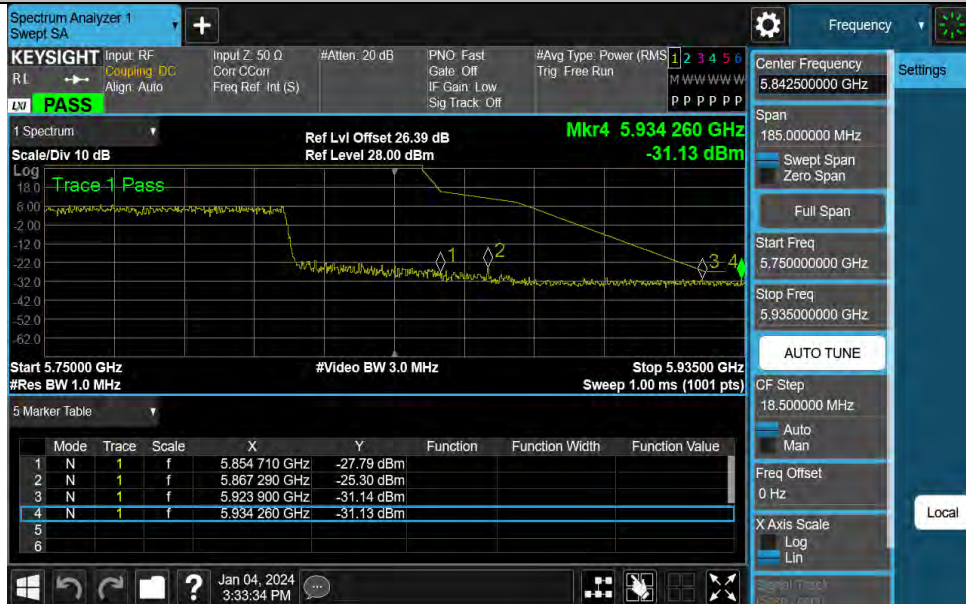 Spectrum Analyzer 1
Swept SA
Frequency
KEYSIGHT
RL
LXI PASS
Input: RF
Coupling: DC
Align: Auto
Input Z: 50 Ω
Corr CCorr
Freq Ref: Int (S)
#Atten: 20 dB
PNO: Fast
Gate: Off
IF Gain: Low
Sig Track: Off
#Avg Type: Power (RMS
Trig: Free Run
1 2 3 4 5 6
M W W W W W
P P P P P P
1 Spectrum
Scale/Div 10 dB
Ref Lvl Offset 26.39 dB
Ref Level 28.00 dBm
Mkr4 5.934 260 GHz
-31.13 dBm
Log
Trace 1 Pass
18.0
8.00
-2.00
-12.0
-22.0
-32.0
-42.0
-52.0
-62.0
1
2
3
4
Start 5.75000 GHz
#Res BW 1.0 MHz
#Video BW 3.0 MHz
Stop 5.93500 GHz
Sweep 1.00 ms (1001 pts)
5 Marker Table
Mode Trace Scale X Y Function Function Width Function Value
1 N 1 f 5.854 710 GHz -27.79 dBm
2 N 1 f 5.867 290 GHz -25.30 dBm
3 N 1 f 5.923 900 GHz -31.14 dBm
4 N 1 f 5.934 260 GHz -31.13 dBm
5
6
?
Jan 04, 2024
3:33:34 PM
Center Frequency
5.842500000 GHz
Span
185.000000 MHz
Swept Span
Zero Span
Full Span
Start Freq
5.750000000 GHz
Stop Freq
5.935000000 GHz
AUTO TUNE
CF Step
18.500000 MHz
Auto
Man
Freq Offset
0 Hz
X Axis Scale
Log
Lin
Signal Track
Settings
Local